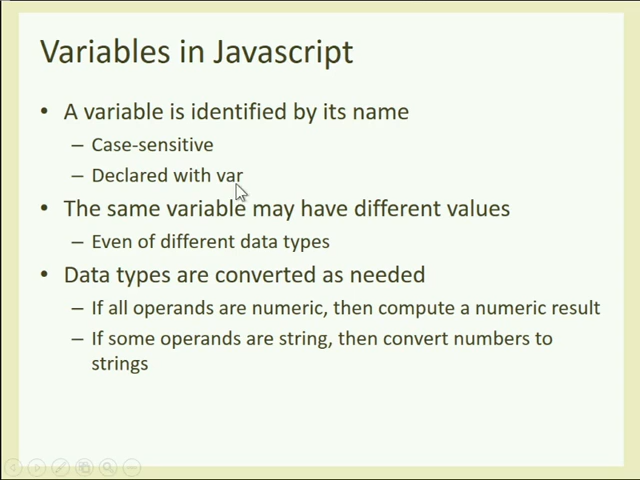 Variables in Javascript
• A variable is identified by its name
– Case-sensitive
– Declared with var
• The same variable may have different values
– Even of different data types
• Data types are converted as needed
– If all operands are numeric, then compute a numeric result
– If some operands are string, then convert numbers to
strings